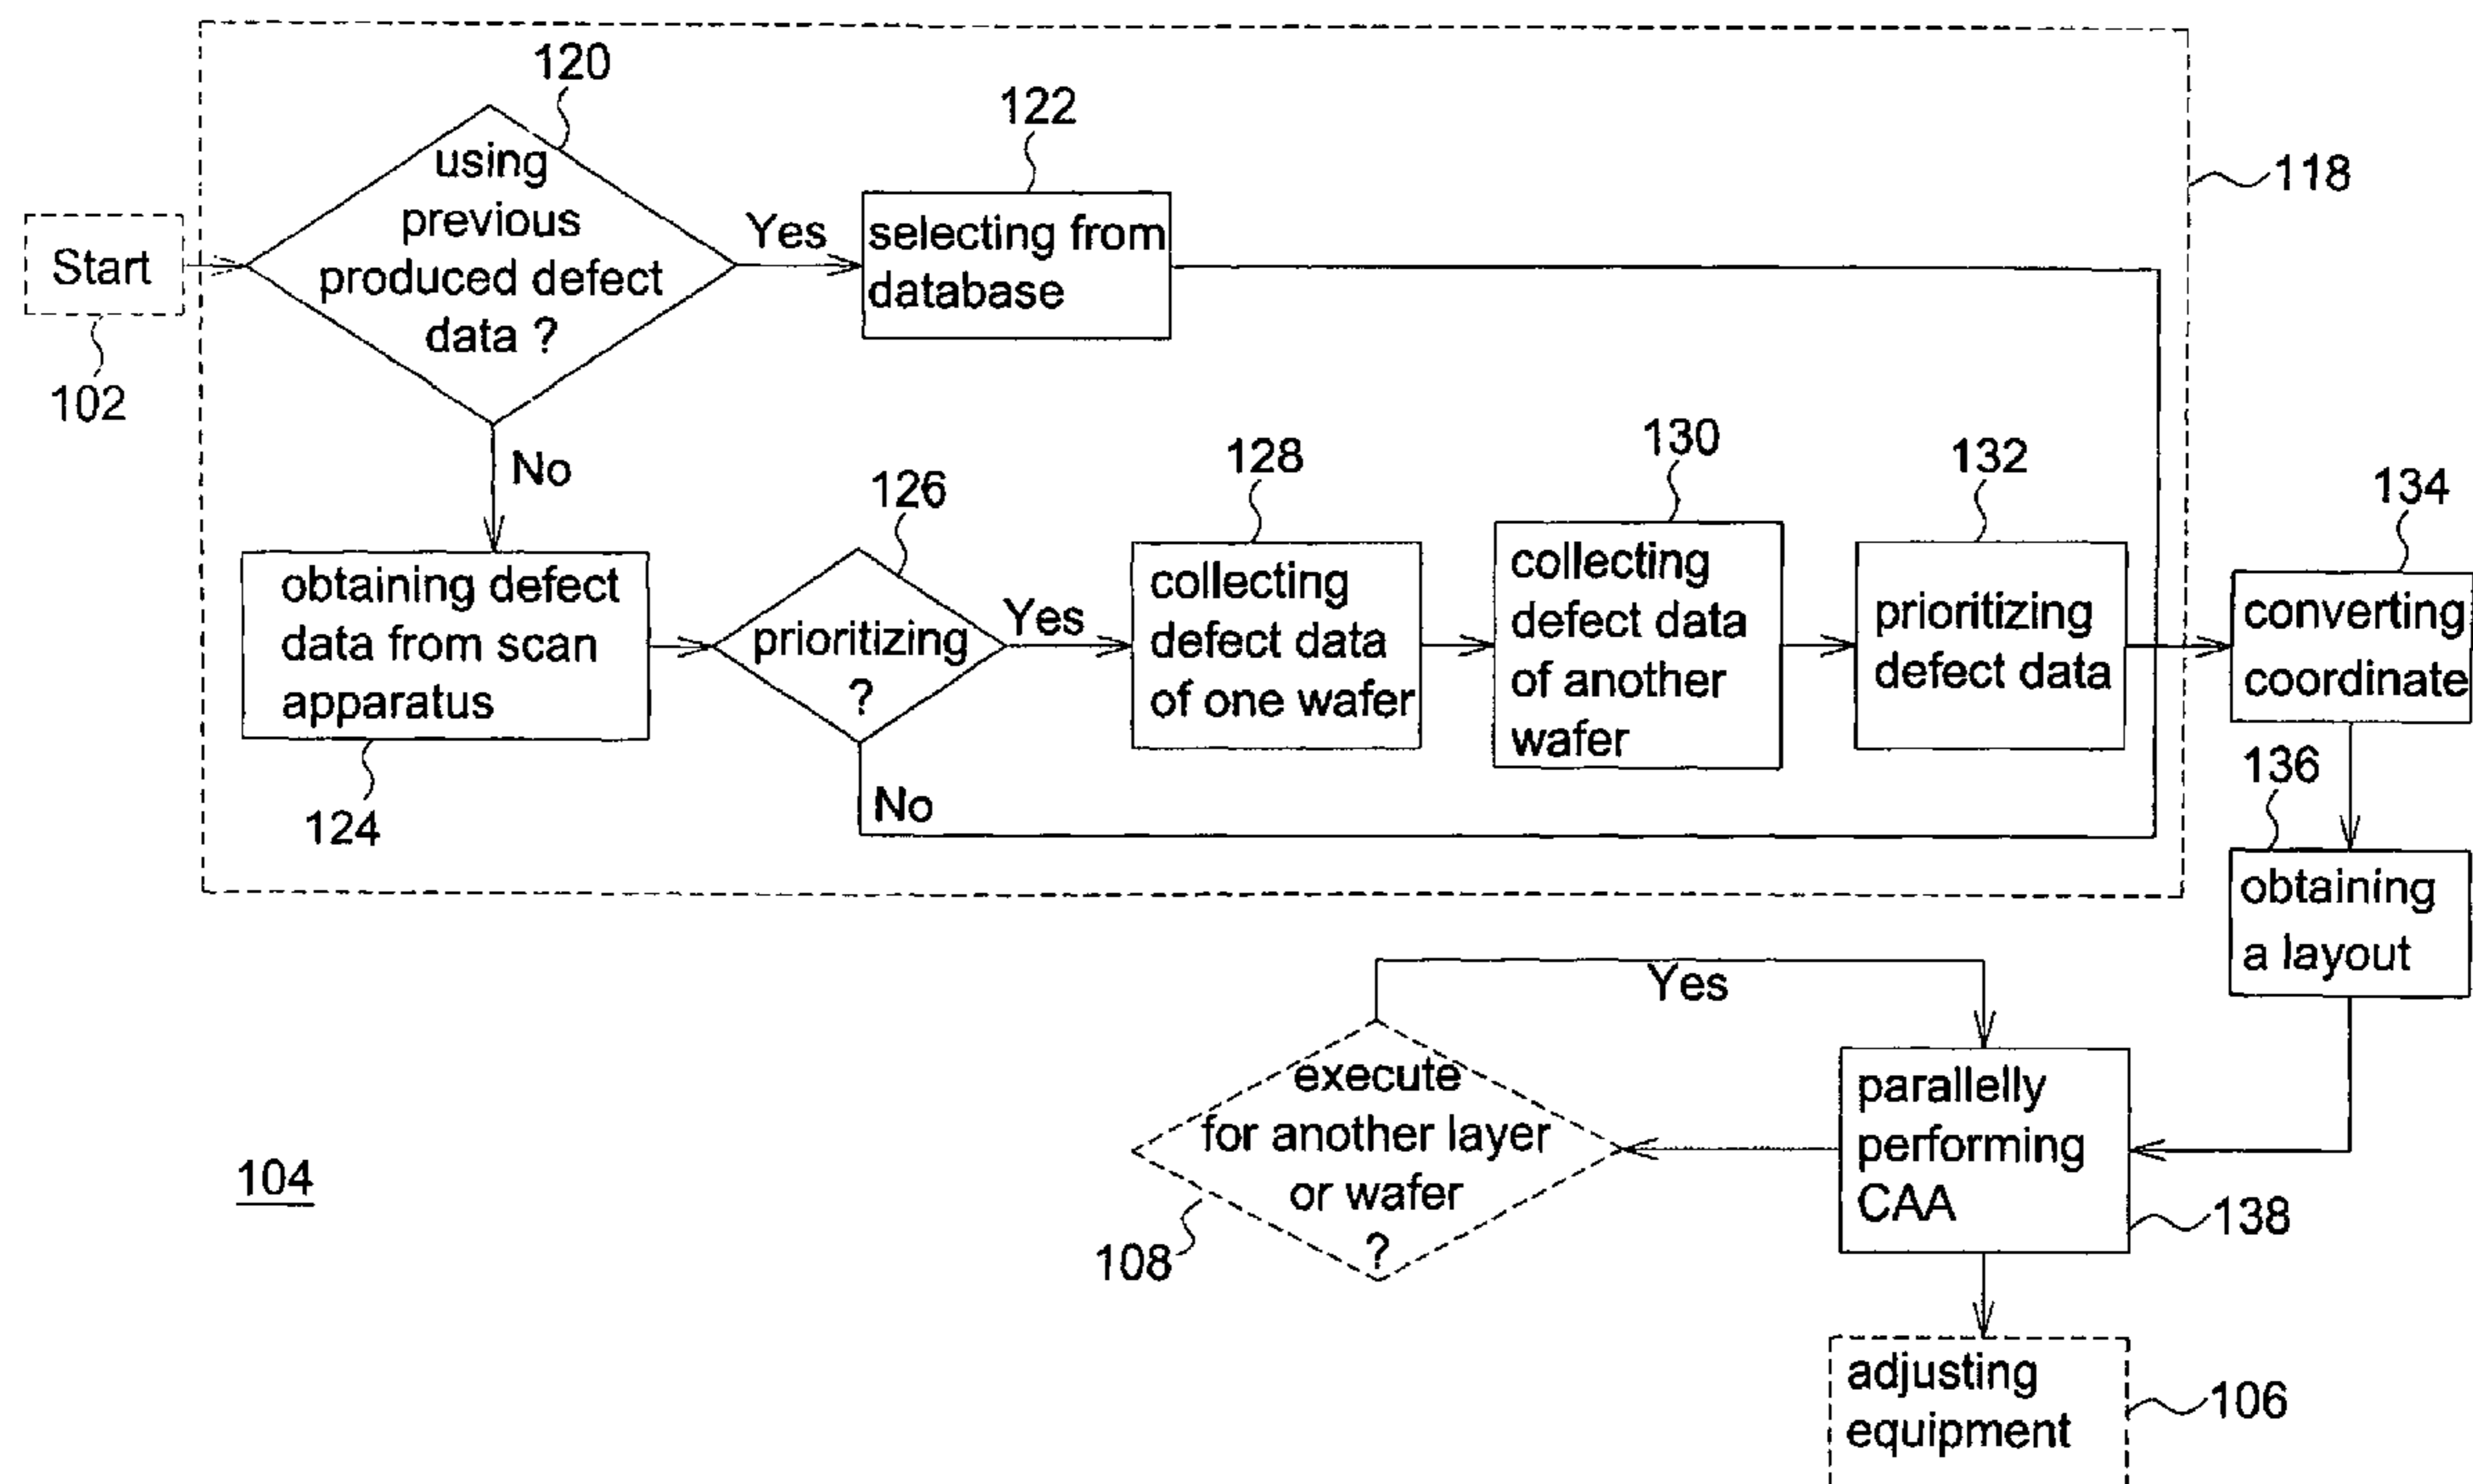 120
using
previous
produced defect
data ?
Yes
122
selecting from
database
118
Start
102
No
obtaining defect
data from scan
apparatus
124
126
prioritizing
?
Yes
No
128
collecting
defect data
of one wafer
130
collecting
defect data
of another
wafer
132
prioritizing
defect data
134
converting
coordinate
136
obtaining
a layout
Yes
execute
for another layer
or wafer
?
108
parallelly
performing
CAA
138
104
adjusting
equipment
106